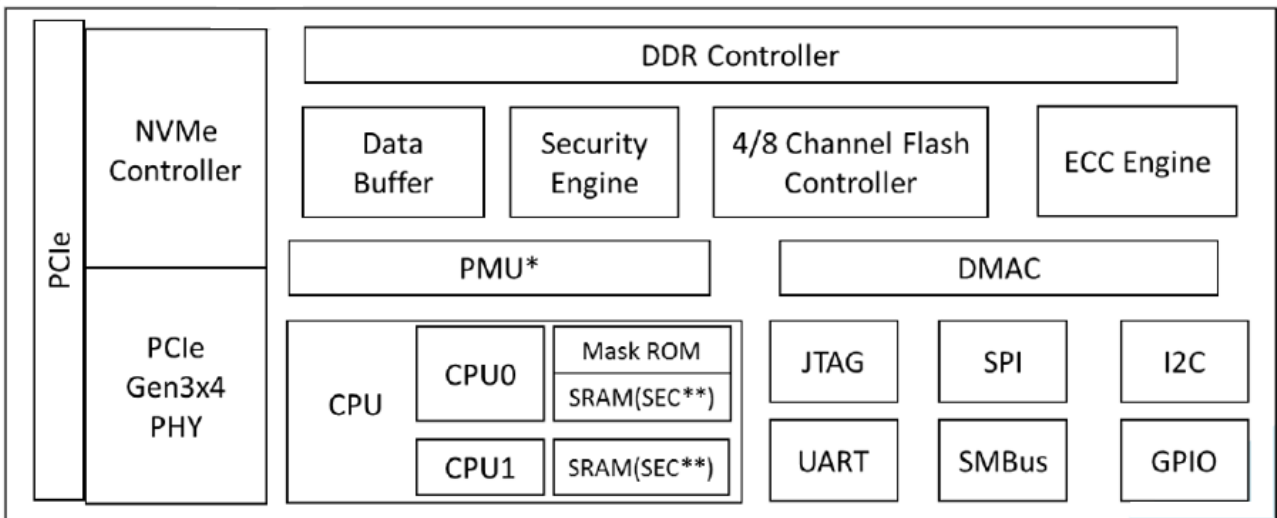 PCIe
NVMe
Controller
PCIe
Gen3x4
PHY
DDR Controller
Data
Buffer
Security
Engine
4/8 Channel Flash
Controller
ECC Engine
PMU*
DMAC
CPU
CPU0
Mask ROM
SRAM(SEC**)
CPU1
SRAM(SEC**)
JTAG
SPI
I2C
UART
SMBus
GPIO